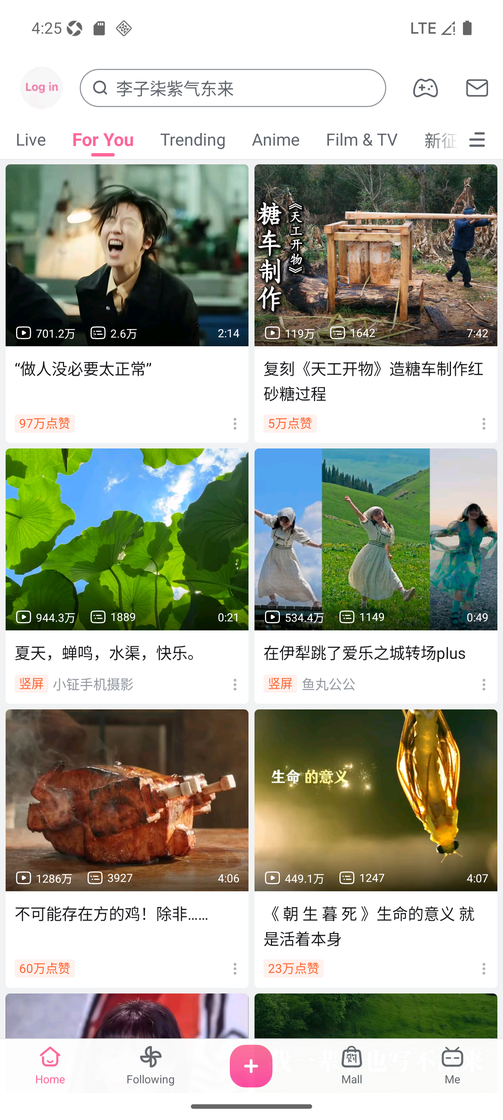 4:25
LTE
Log in
李子柒紫气东来
Live
For You
Trending
Anime
Film & TV
新征
701.2万
2.6万
2:14
《天工开物》
糖车制作
119万
1642
7:42
“做人没必要太正常”
97万点赞
复刻《天工开物》造糖车制作红
砂糖过程
5万点赞
944.3万
1889
0:21
534.4万
1149
0:49
夏天，蝉鸣，水渠，快乐。
竖屏
小钲手机摄影
在伊犁跳了爱乐之城转场plus
竖屏
鱼丸公公
1286万
3927
4:06
生命 的意义
449.1万
1247
4:07
不可能存在方的鸡！除非……
60万点赞
《 朝 生 暮 死 》生命的意义 就
是活着本身
23万点赞
Home
Following
Mall
Me